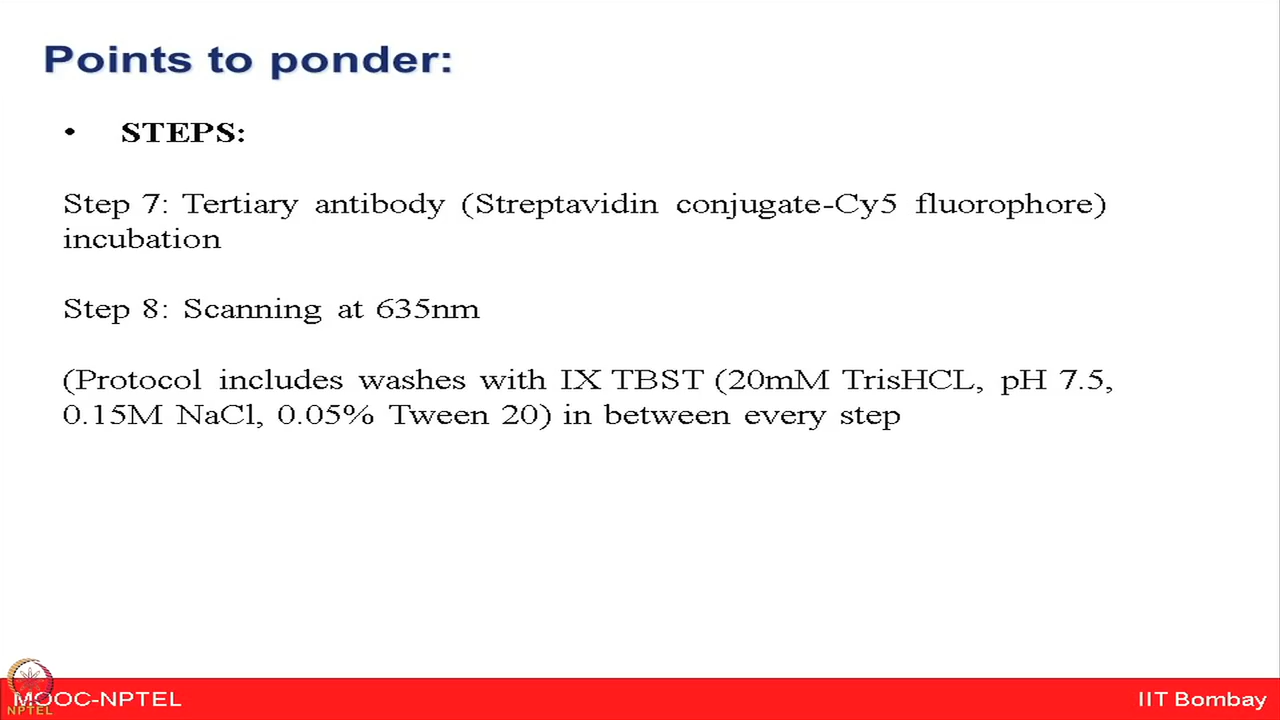 Points to ponder:
• STEPS:
Step 7: Tertiary antibody (Streptavidin conjugate-Cy5 fluorophore)
incubation
Step 8: Scanning at 635nm
(Protocol includes washes with IX TBST (20mM TrisHCL, pH 7.5,
0.15M NaCl, 0.05% Tween 20) in between every step
MOOC-NPTEL
NPTEL
IIT Bombay